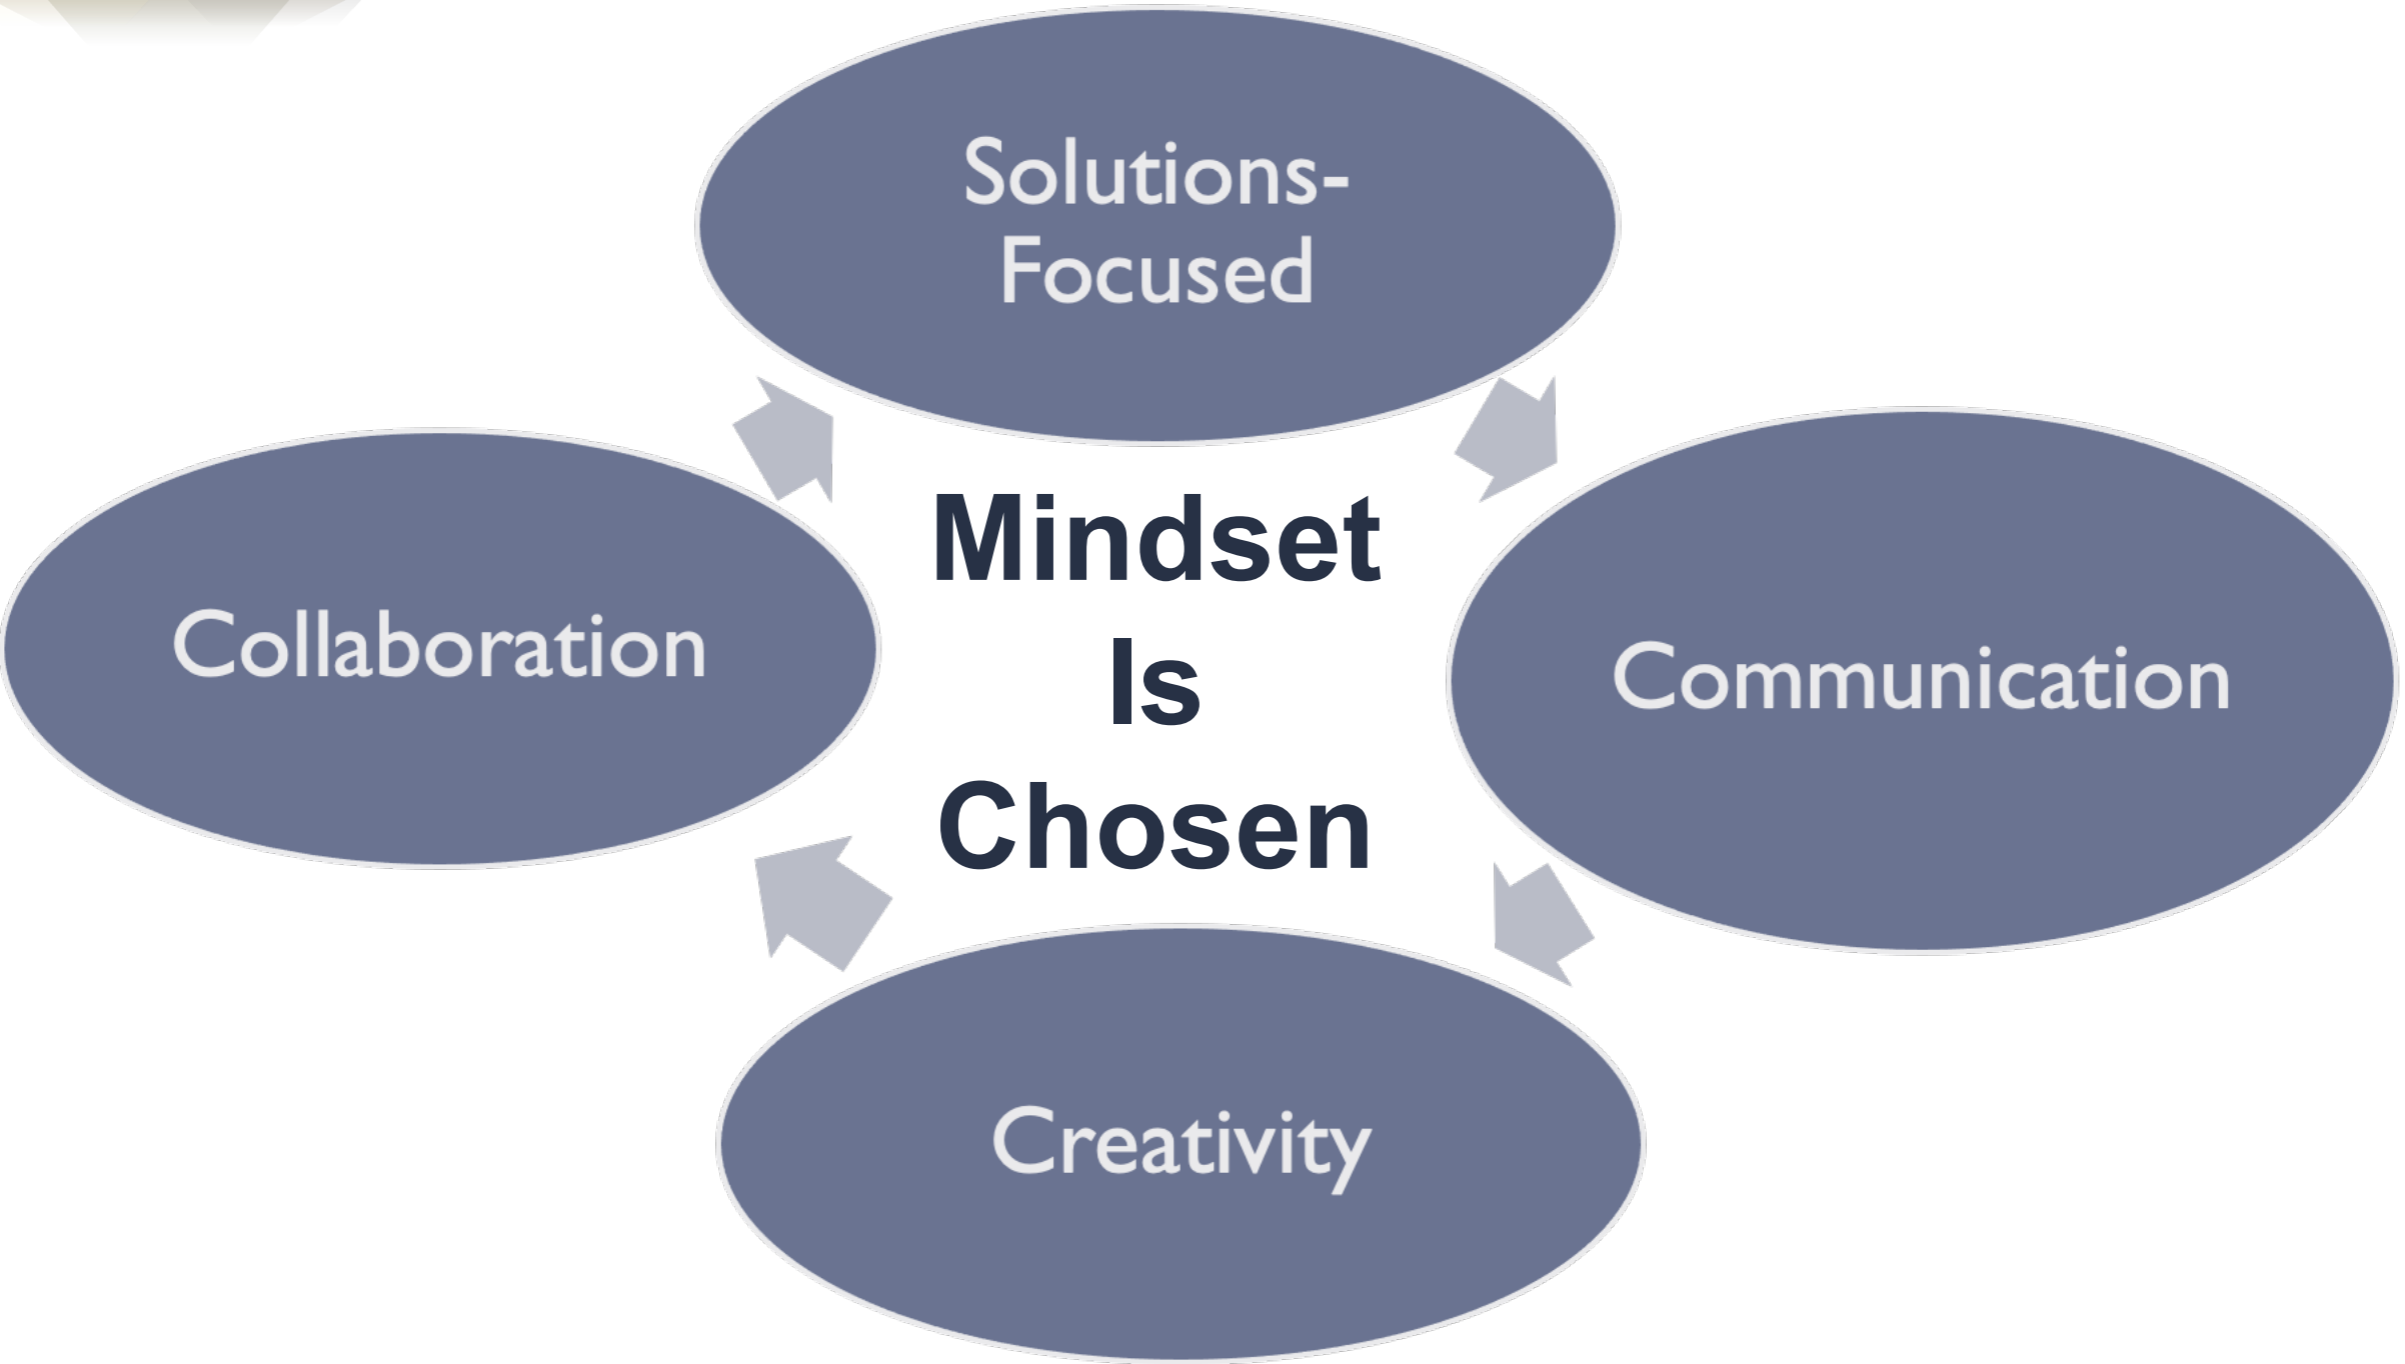 Solutions-
Focused
Mindset
Is
Chosen
Collaboration
Communication
Creativity